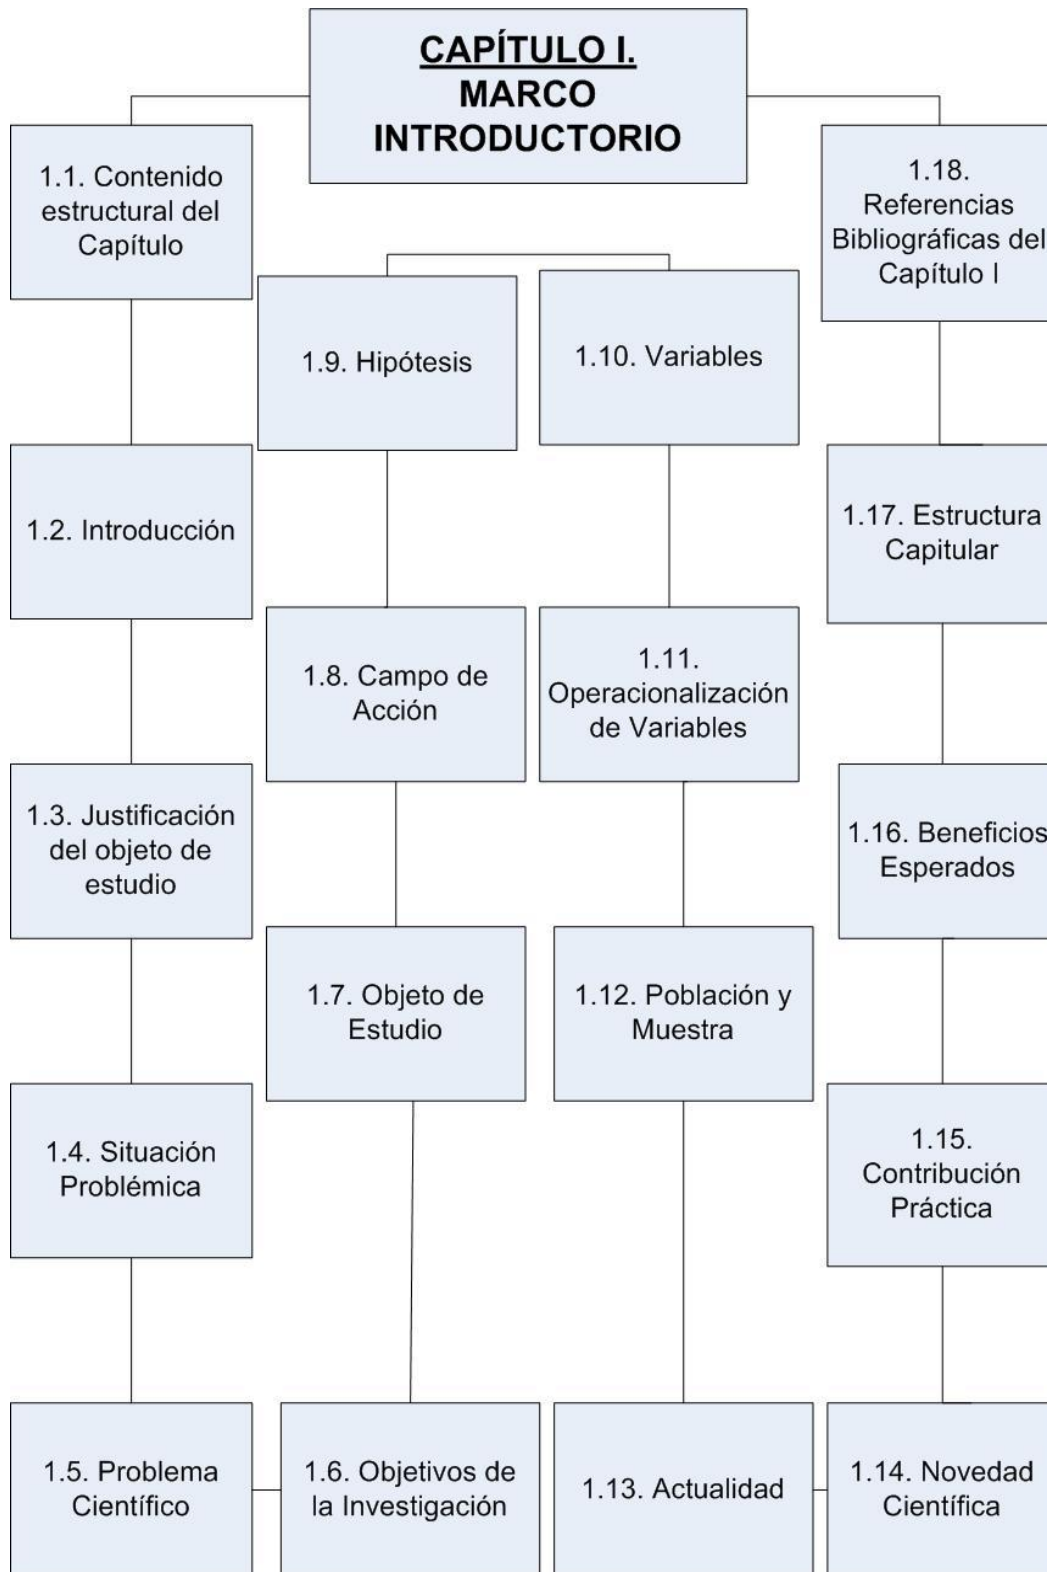 CAPÍTULO I.
MARCO
INTRODUCTORIO
1.1. Contenido
estructural del
Capítulo
1.2. Introducción
1.3. Justificación
del objeto de
estudio
1.4. Situación
Problémica
1.5. Problema
Científico
1.6. Objetivos de
la Investigación
1.7. Objeto de
Estudio
1.8. Campo de
Acción
1.9. Hipótesis
1.10. Variables
1.11.
Operacionalización
de Variables
1.12. Población y
Muestra
1.13. Actualidad
1.14. Novedad
Científica
1.15.
Contribución
Práctica
1.16. Beneficios
Esperados
1.17. Estructura
Capitular
1.18.
Referencias
Bibliográficas del
Capítulo I